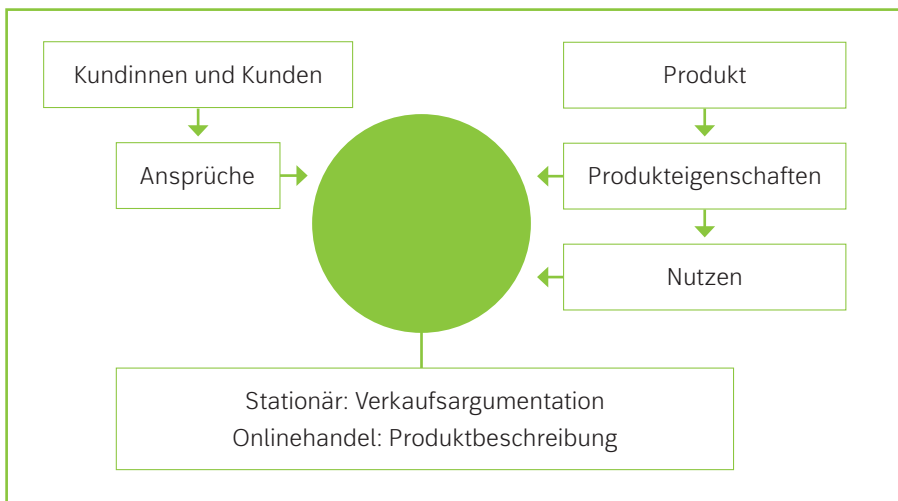 Kundinnen und Kunden
Produkt
Ansprüche
Produkteigenschaften
Nutzen
Stationär: Verkaufsargumentation
Onlinehandel: Produktbeschreibung